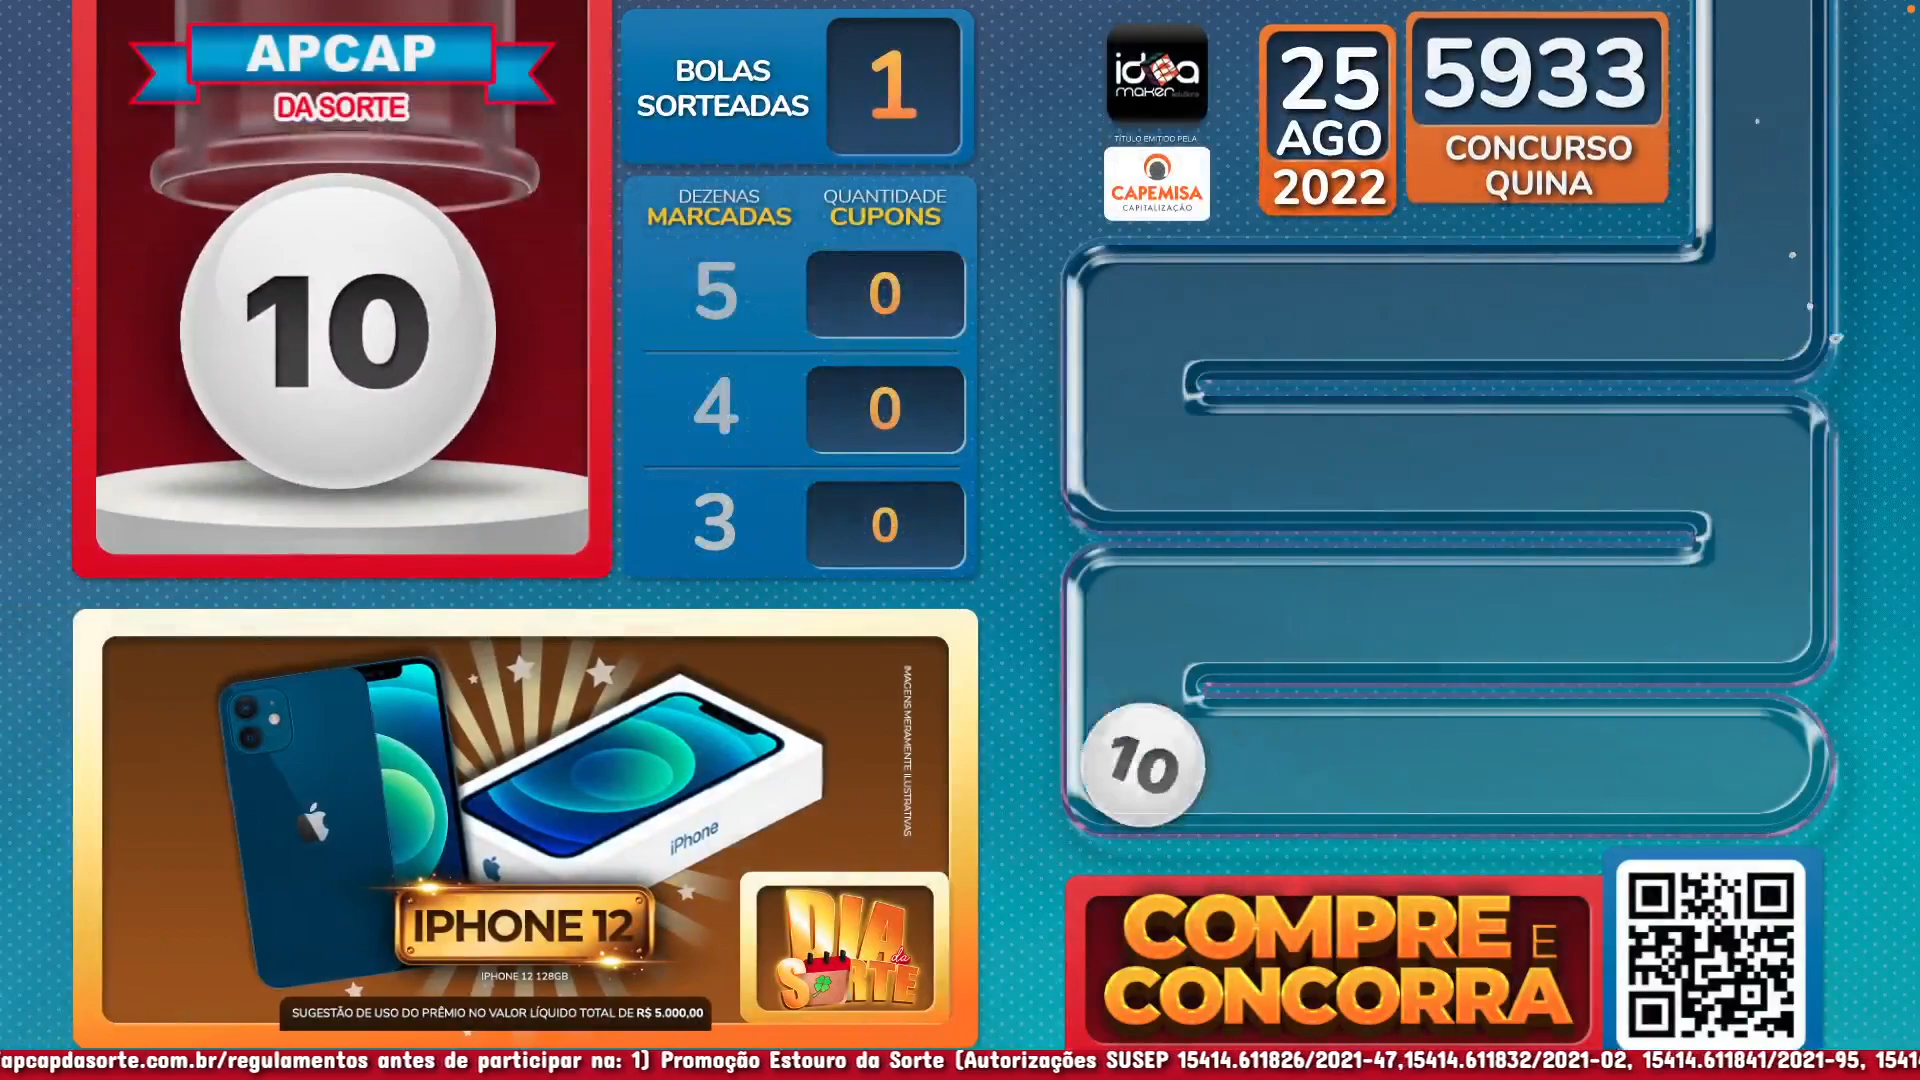 APCAP
DA SORTE
10
BOLAS
SORTEADAS
1
DEZENAS
MARCADAS
QUANTIDADE
CUPONS
5
0
4
0
3
0
idea
maker
solutions
TÍTULO EMITIDO PELA
CAPEMISA
CAPITALIZAÇÃO
25
AGO
2022
5933
CONCURSO
QUINA
10
IMAGENS MERAMENTE ILUSTRATIVAS
iPhone
IPHONE 12
IPHONE 12 128GB
SUGESTÃO DE USO DO PRÊMIO NO VALOR LÍQUIDO TOTAL DE R$ 5.000,00
DIA
da
SORTE
COMPRE E
CONCORRA
apcapdasorte.com.br/regulamentos antes de participar na: 1) Promoção Estouro da Sorte (Autorizações SUSEP 15414.611826/2021-47,15414.611832/2021-02, 15414.611841/2021-95, 1541